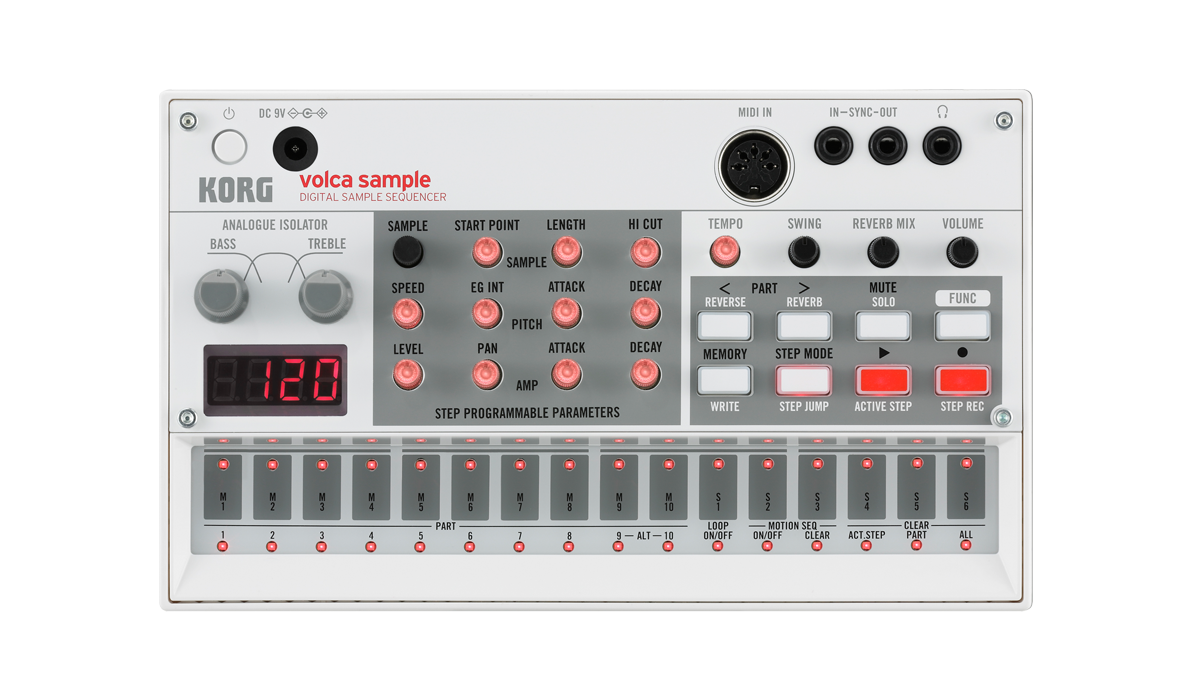 DC 9V
MIDI IN
IN–SYNC–OUT
KORG
volca sample
DIGITAL SAMPLE SEQUENCER
ANALOGUE ISOLATOR
BASS TREBLE
SAMPLE START POINT LENGTH HI CUT
SAMPLE
SPEED EG INT ATTACK DECAY
PITCH
LEVEL PAN ATTACK DECAY
AMP
STEP PROGRAMMABLE PARAMETERS
120
TEMPO SWING REVERB MIX VOLUME
< PART > MUTE
REVERSE REVERB SOLO FUNC
MEMORY STEP MODE
WRITE STEP JUMP ACTIVE STEP STEP REC
M M M M M M M M M M S S S S S S
1 2 3 4 5 6 7 8 9 10 1 2 3 4 5 6
PART LOOP MOTION SEQ CLEAR
1 2 3 4 5 6 7 8 9 – ALT – 10 ON/OFF ON/OFF CLEAR ACT.STEP PART ALL